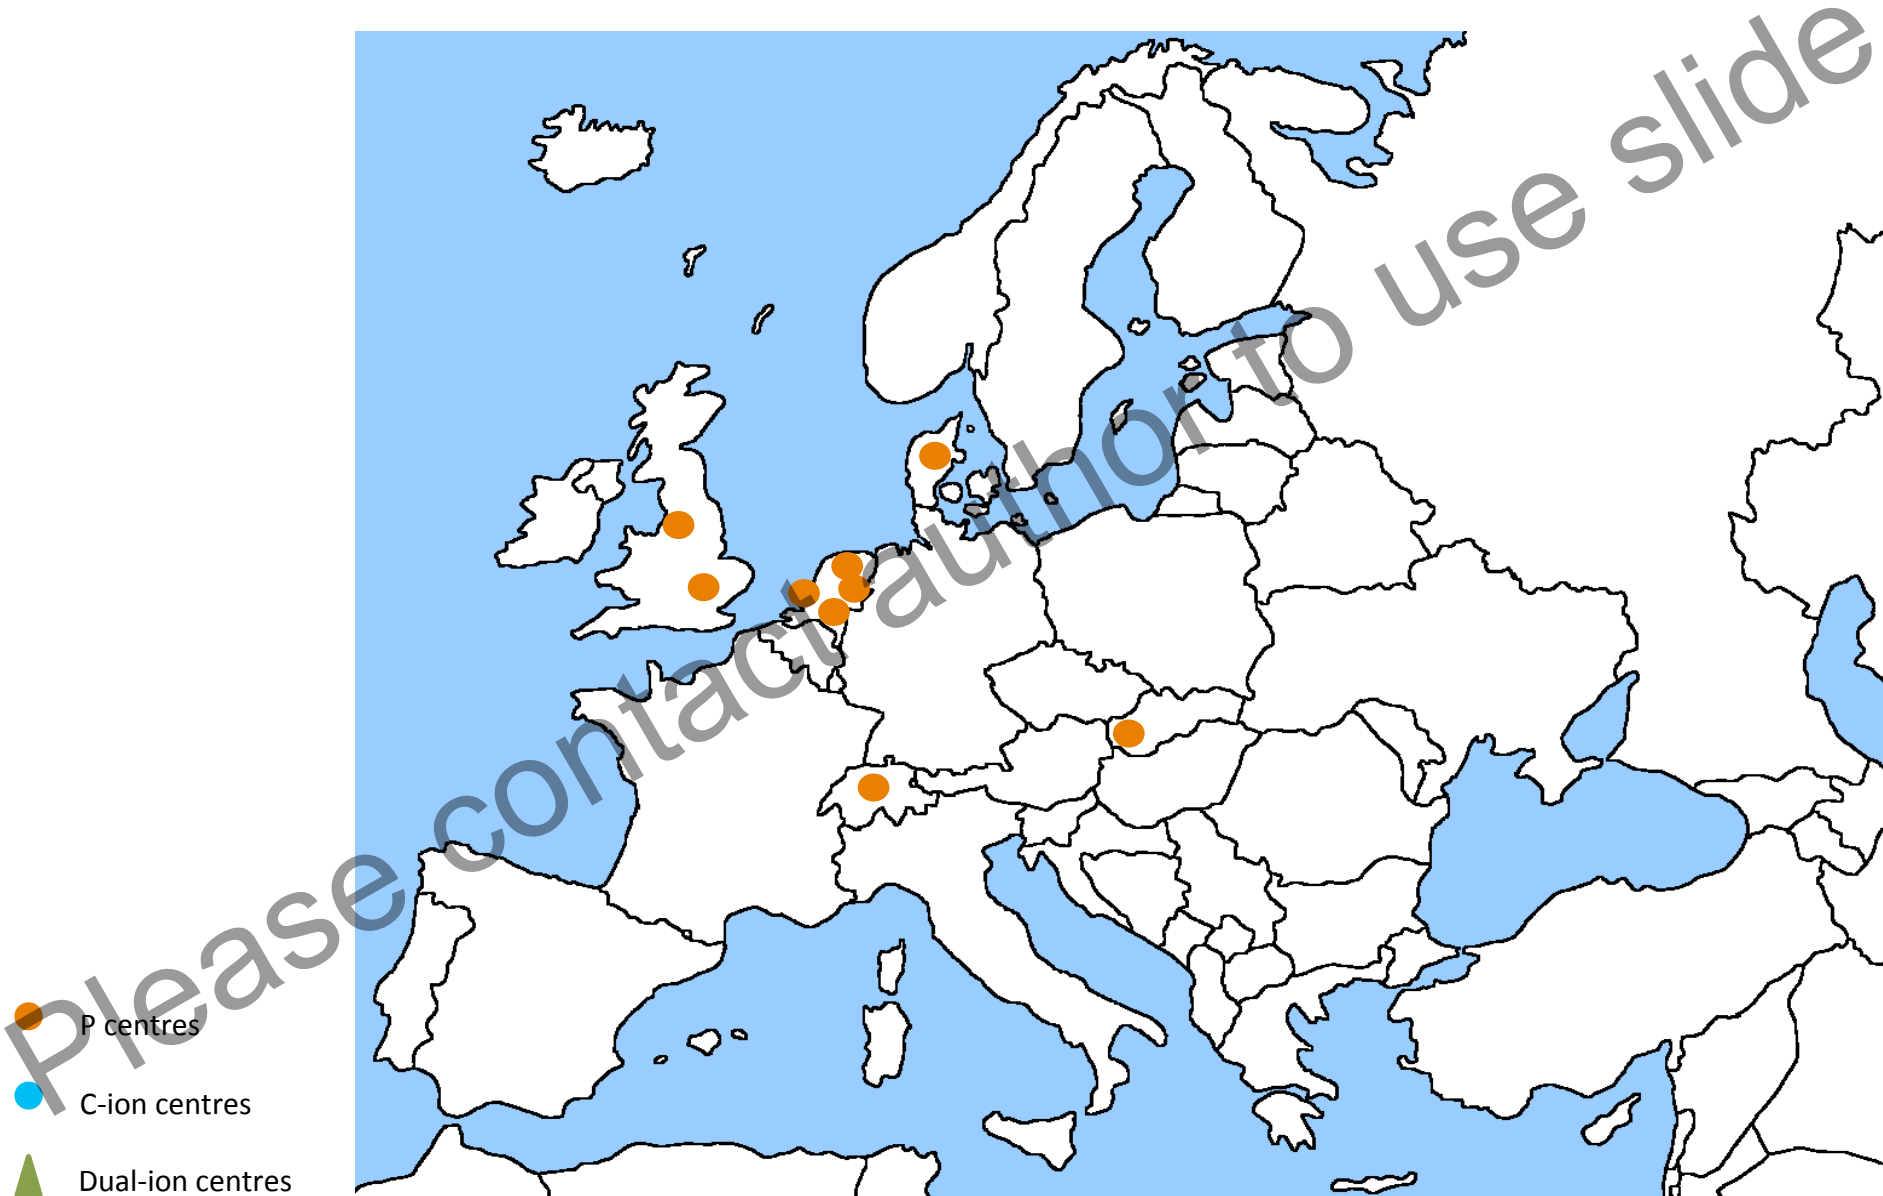 Please contact author to use slide
P centres
C-ion centres
Dual-ion centres